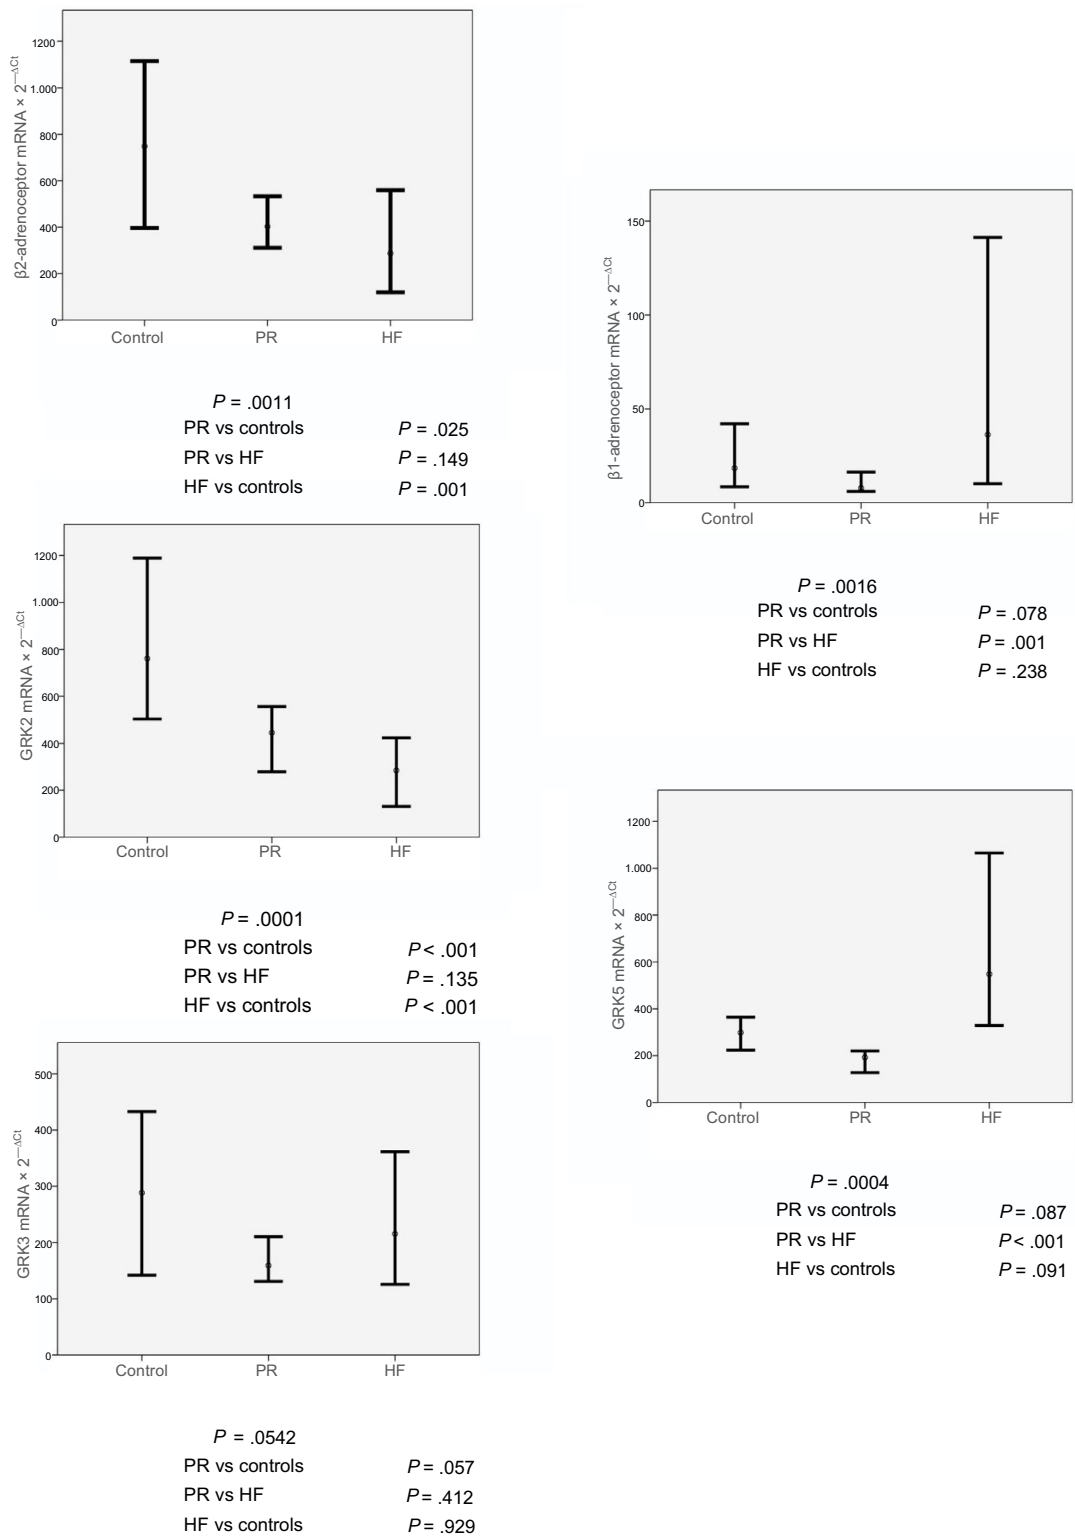 β2-adrenoceptor mRNA × 2—ΔCt
1200
1.000
800
600
400
200
0
Control PR HF
P = .0011
PR vs controls P = .025
PR vs HF P = .149
HF vs controls P = .001
β1-adrenoceptor mRNA × 2—ΔCt
150
100
50
0
Control PR HF
P = .0016
PR vs controls P = .078
PR vs HF P = .001
HF vs controls P = .238
GRK2 mRNA × 2—ΔCt
1200
1.000
800
600
400
200
0
Control PR HF
P = .0001
PR vs controls P < .001
PR vs HF P = .135
HF vs controls P < .001
GRK5 mRNA × 2—ΔCt
1200
1.000
800
600
400
200
0
Control PR HF
P = .0004
PR vs controls P = .087
PR vs HF P < .001
HF vs controls P = .091
GRK3 mRNA × 2—ΔCt
500
400
300
200
100
0
Control PR HF
P = .0542
PR vs controls P = .057
PR vs HF P = .412
HF vs controls P = .929